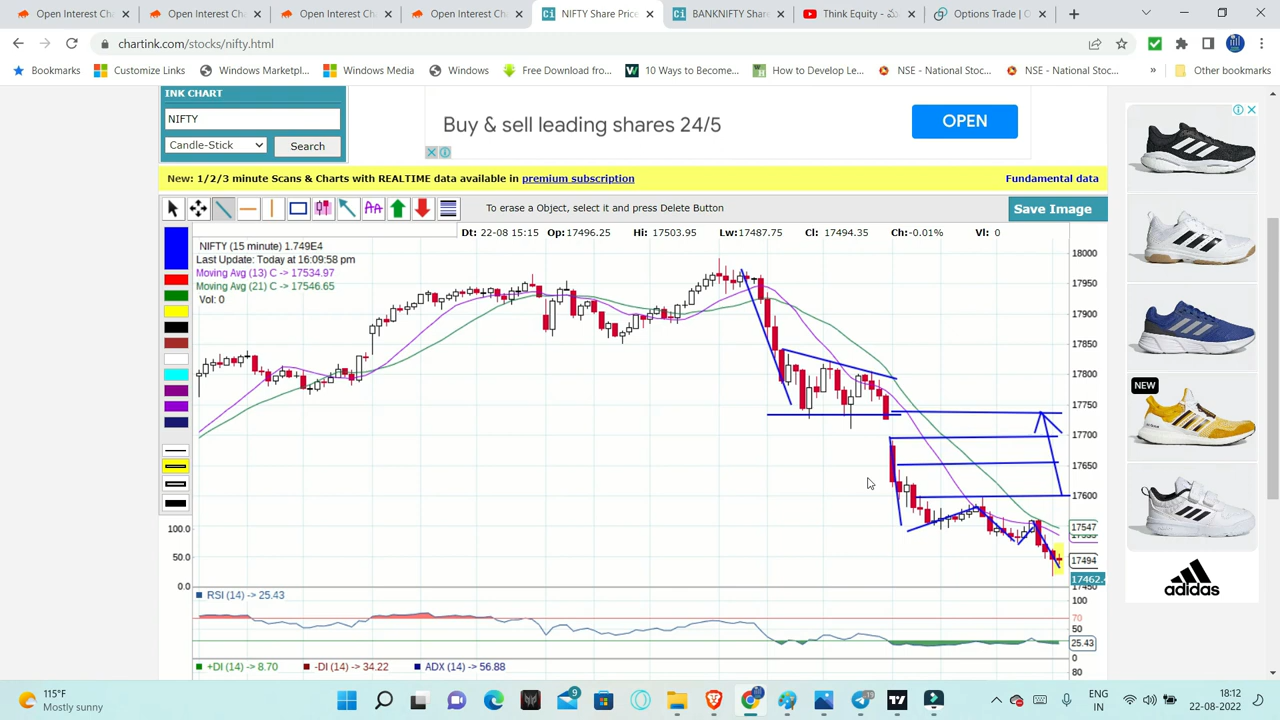 Open Interest Ch
Open Interest Ch
Open Interest Ch
Open Interest Ch
NIFTY Share Price
BANKNIFTY Share
Think Equity -
Options Trade | C
chartink.com/stocks/nifty.html
Bookmarks
Customize Links
Windows Marketpl...
Windows Media
Windows
Free Download fro...
10 Ways to Become...
How to Develop Le...
NSE - National Stoc...
NSE - National Stoc...
Other bookmarks
INK CHART
NIFTY
Candle-Stick
Search
Buy & sell leading shares 24/5
OPEN
New: 1/2/3 minute Scans & Charts with REALTIME data available in premium subscription
Fundamental data
To erase a Object, select it and press Delete Button
Save Image
Dt: 22-08 15:15 Op:17496.25 Hi: 17503.95 Lw:17487.75 Cl: 17494.35 Ch:-0.01% Vl: 0
NIFTY (15 minute) 1.749E4
Last Update: Today at 16:09:58 pm
Moving Avg (13) C -> 17534.97
Moving Avg (21) C -> 17546.65
Vol: 0
18000
17950
17900
17850
17800
17750
17700
17650
17600
17547
17494
17462.
100.0
50.0
0.0
RSI (14) -> 25.43
100
70
50
25.43
0
+DI (14) -> 8.70
-DI (14) -> 34.22
ADX (14) -> 56.88
80
NEW
adidas
115°F
Mostly sunny
9
ENG
IN
18:12
22-08-2022